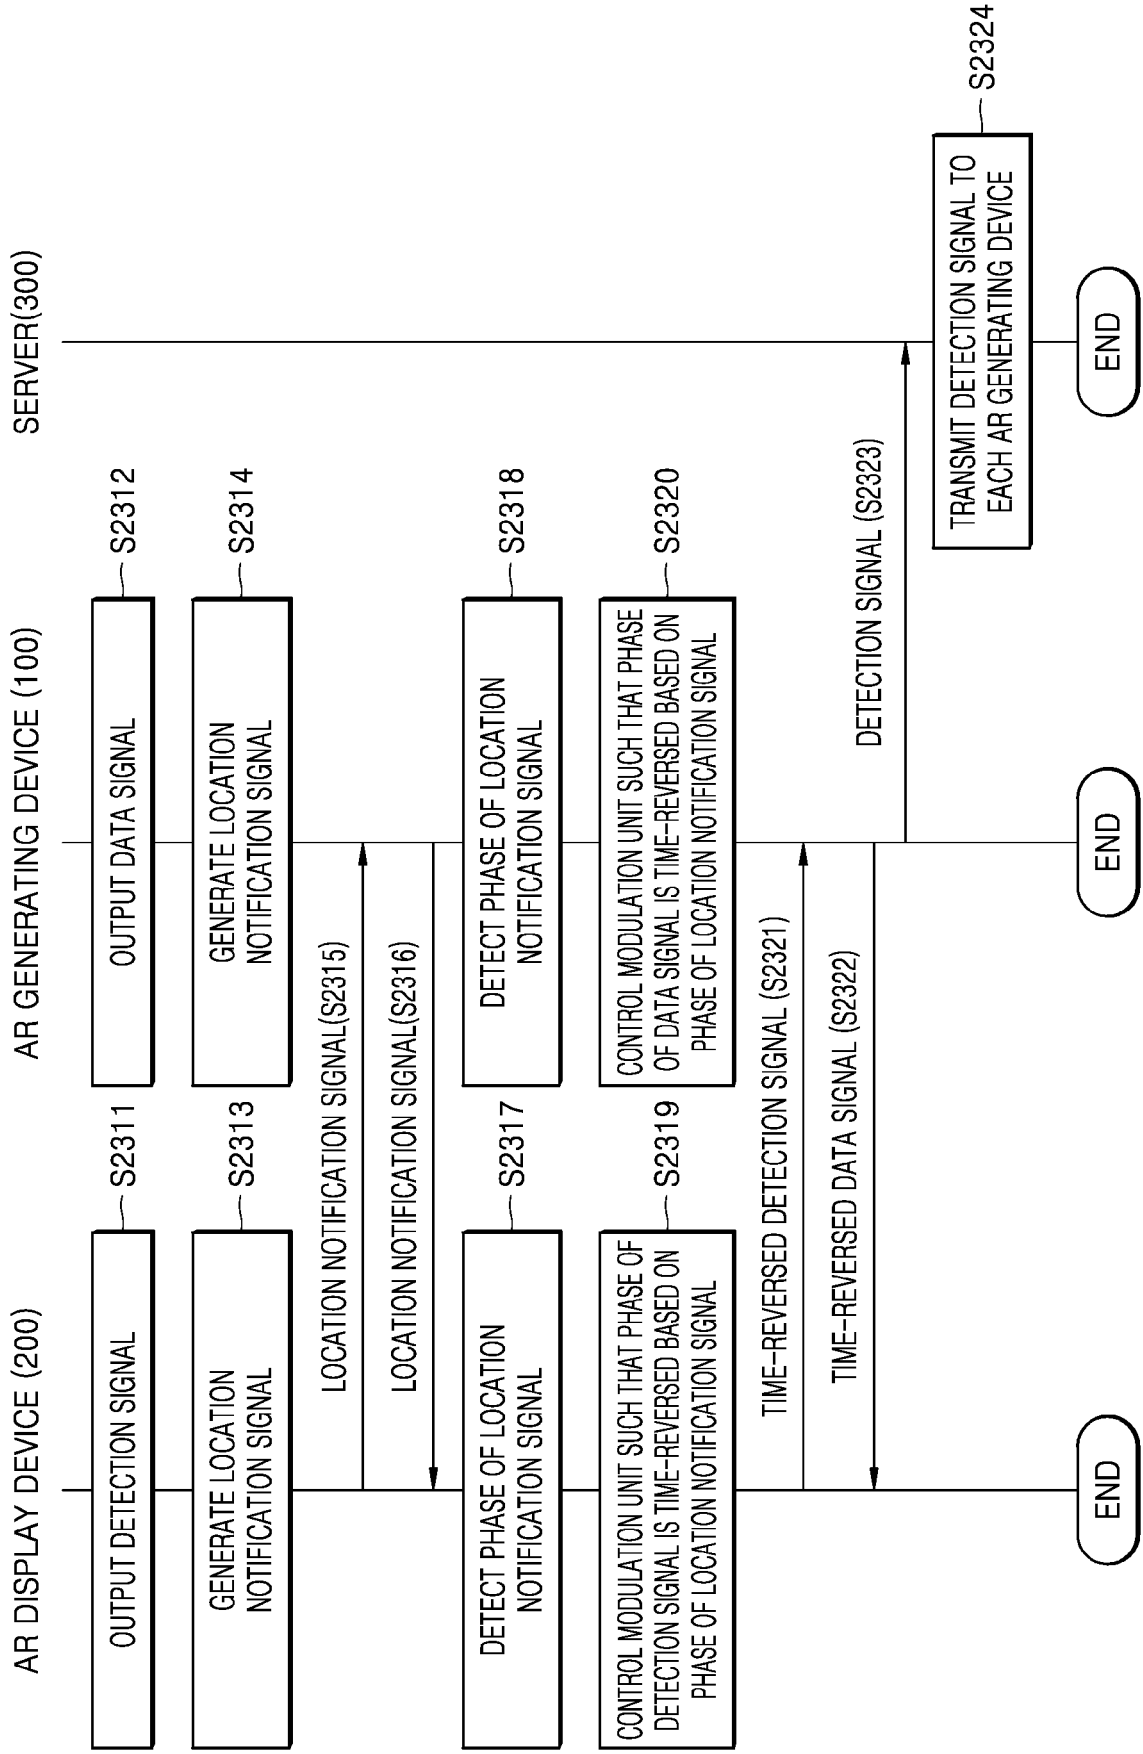 AR DISPLAY DEVICE (200)
AR GENERATING DEVICE (100)
SERVER(300)
OUTPUT DETECTION SIGNAL
S2311
OUTPUT DATA SIGNAL
S2312
GENERATE LOCATION
NOTIFICATION SIGNAL
S2313
GENERATE LOCATION
NOTIFICATION SIGNAL
S2314
LOCATION NOTIFICATION SIGNAL(S2315)
LOCATION NOTIFICATION SIGNAL(S2316)
DETECT PHASE OF LOCATION
NOTIFICATION SIGNAL
S2317
DETECT PHASE OF LOCATION
NOTIFICATION SIGNAL
S2318
CONTROL MODULATION UNIT SUCH THAT PHASE OF
DETECTION SIGNAL IS TIME-REVERSED BASED ON
PHASE OF LOCATION NOTIFICATION SIGNAL
S2319
CONTROL MODULATION UNIT SUCH THAT PHASE
OF DATA SIGNAL IS TIME-REVERSED BASED ON
PHASE OF LOCATION NOTIFICATION SIGNAL
S2320
TIME-REVERSED DETECTION SIGNAL (S2321)
TIME-REVERSED DATA SIGNAL (S2322)
DETECTION SIGNAL (S2323)
TRANSMIT DETECTION SIGNAL TO
EACH AR GENERATING DEVICE
S2324
END
END
END